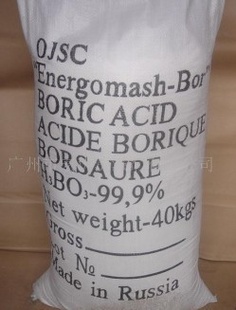 OJSC
"Energomash-Bor"
BORIC ACID
ACIDE BORIQUE
BORSAURE
H₃BO₃-99,9%
Net weight-40kgs
Gross
Lot №
Made in Russia